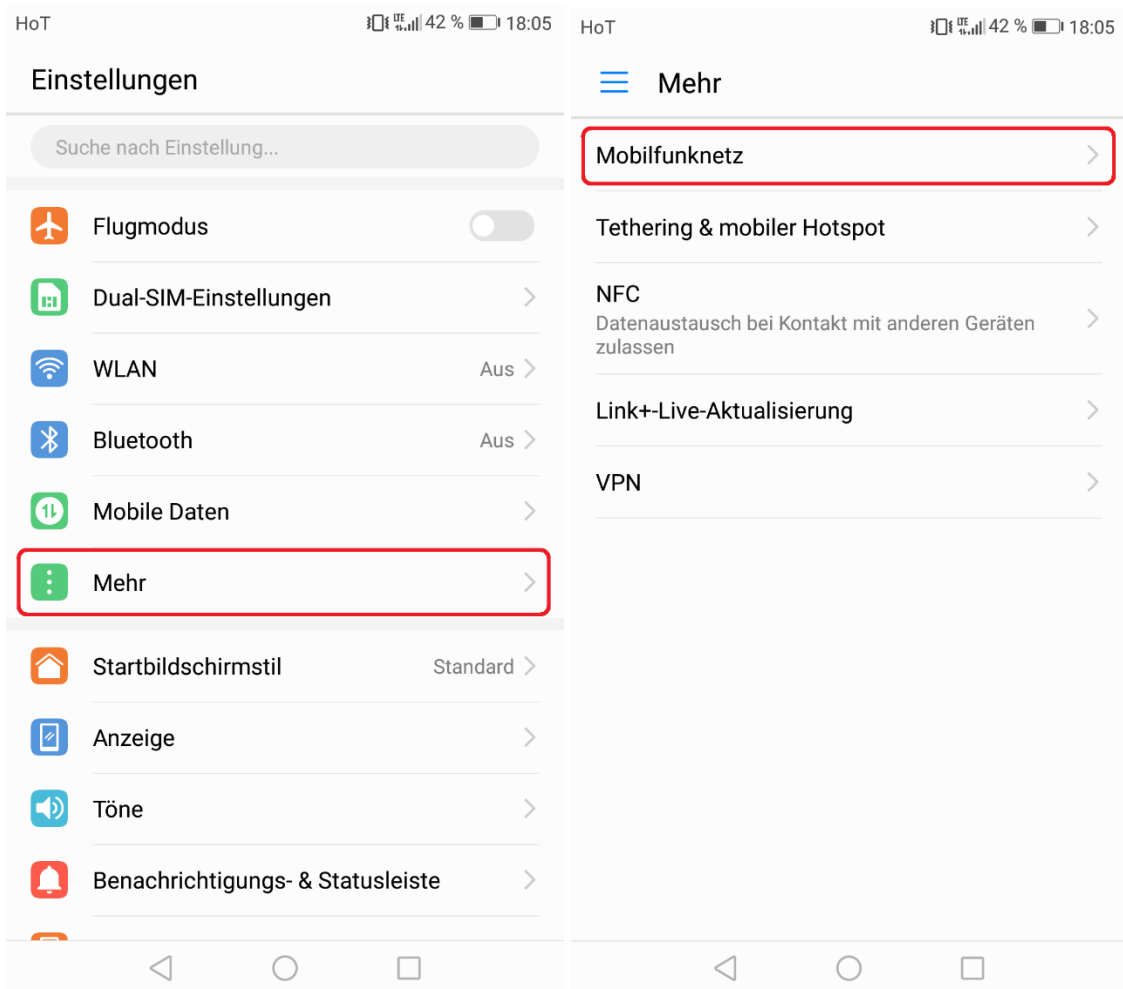 HoT
LTE 42 % 18:05
Einstellungen
Suche nach Einstellung...
Flugmodus
Dual-SIM-Einstellungen
WLAN Aus
Bluetooth Aus
Mobile Daten
Mehr
Startbildschirmstil Standard
Anzeige
Töne
Benachrichtigungs- & Statusleiste
HoT
LTE 42 % 18:05
Mehr
Mobilfunknetz
Tethering & mobiler Hotspot
NFC
Datenaustausch bei Kontakt mit anderen Geräten
zulassen
Link+-Live-Aktualisierung
VPN